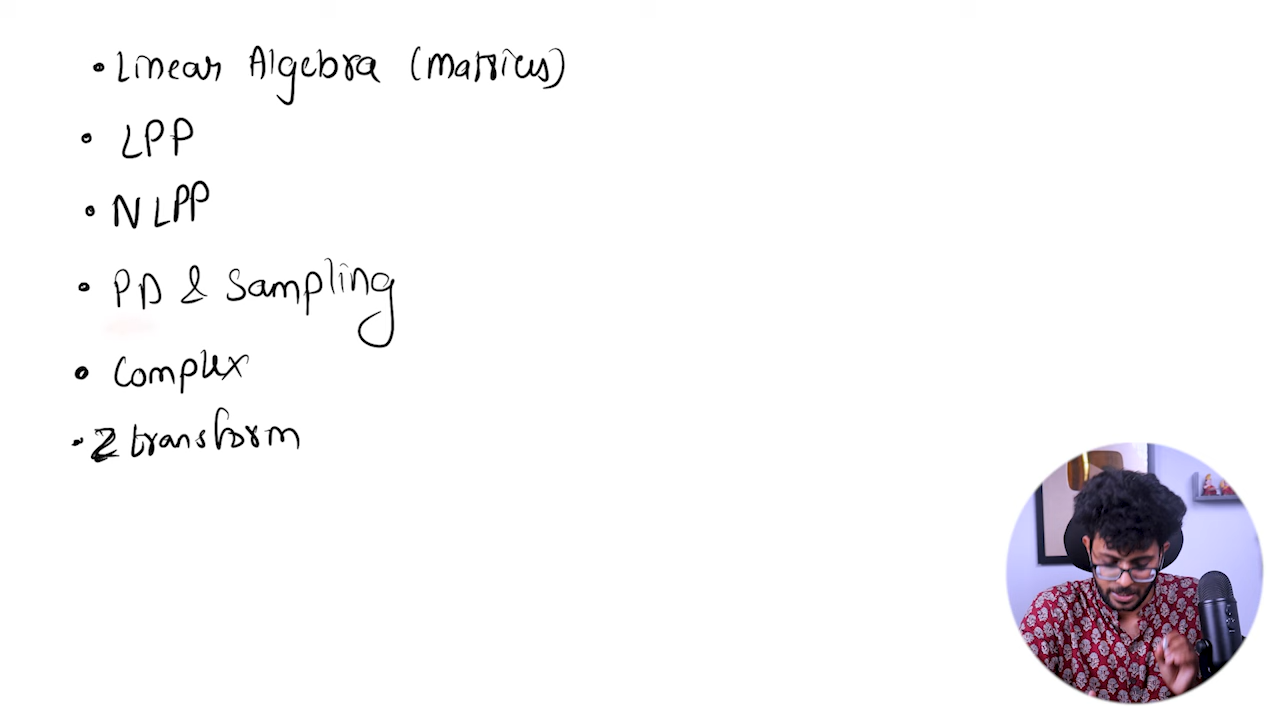 • Linear Algebra (Matrices)
• LPP
• NLPP
• PD & Sampling
• Complex
• Z transform